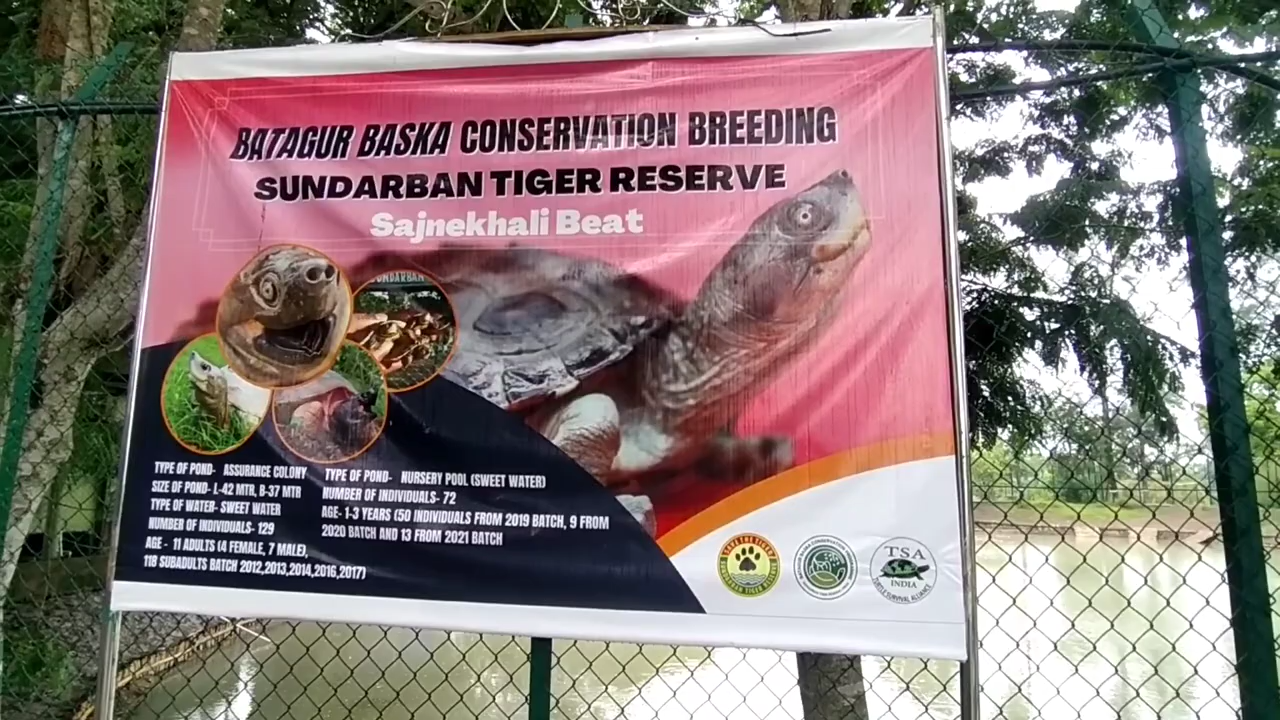 BATAGUR BASKA CONSERVATION BREEDING
SUNDARBAN TIGER RESERVE
Sajnekhali Beat
UNDARBAN
TYPE OF POND- ASSURANCE COLONY
SIZE OF POND- L-42 MTR, B-37 MTR
TYPE OF WATER- SWEET WATER
NUMBER OF INDIVIDUALS- 129
AGE - 11 ADULTS (4 FEMALE, 7 MALE),
118 SUBADULTS BATCH 2012,2013,2014,2016,2017)
TYPE OF POND- NURSERY POOL (SWEET WATER)
NUMBER OF INDIVIDUALS- 72
AGE- 1-3 YEARS (50 INDIVIDUALS FROM 2019 BATCH, 9 FROM
2020 BATCH AND 13 FROM 2021 BATCH
TSA
INDIA
TURTLE SURVIVAL ALLIANCE